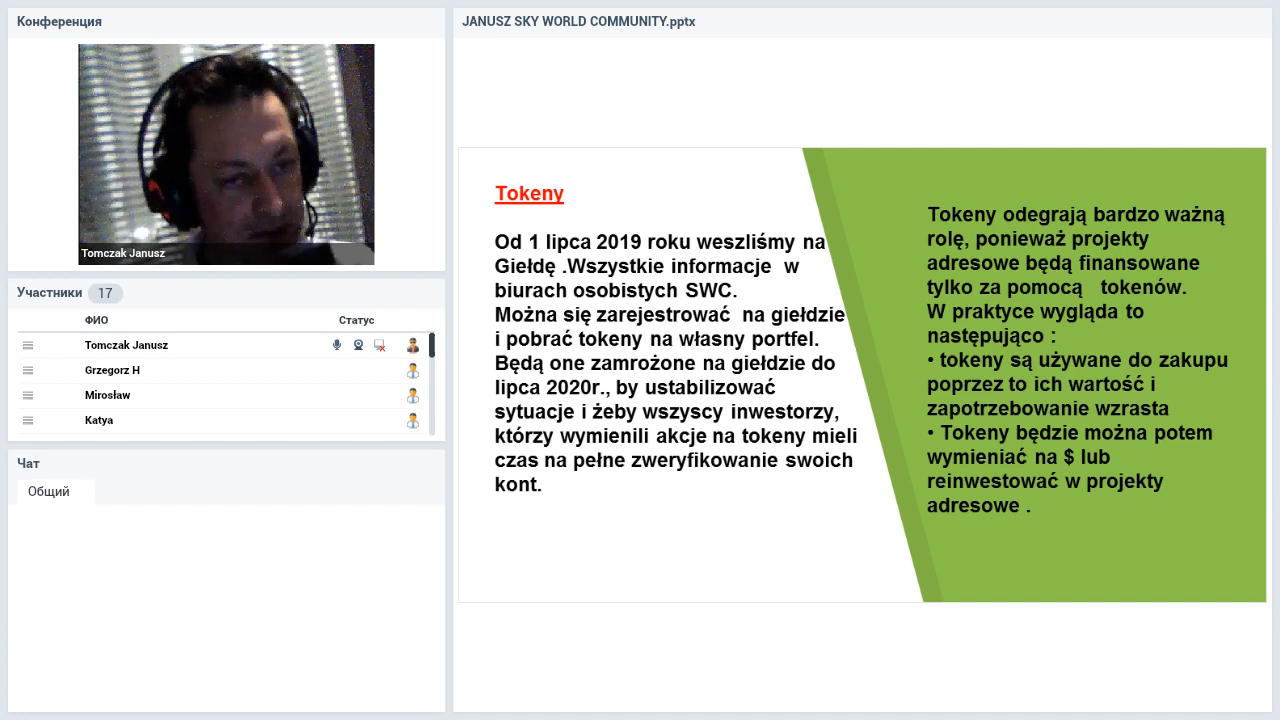 Конференция
Tomczak Janusz
Участники 17
ФИО Статус
Tomczak Janusz
Grzegorz H
Mirosław
Katya
Чат
Общий
JANUSZ SKY WORLD COMMUNITY.pptx
Tokeny
Od 1 lipca 2019 roku weszliśmy na
Giełdę .Wszystkie informacje w
biurach osobistych SWC.
Można się zarejestrować na giełdzie
i pobrać tokeny na własny portfel.
Będą one zamrożone na giełdzie do
lipca 2020r., by ustabilizować
sytuacje i żeby wszyscy inwestorzy,
którzy wymienili akcje na tokeny mieli
czas na pełne zweryfikowanie swoich
kont.
Tokeny odegrają bardzo ważną
rolę, ponieważ projekty
adresowe będą finansowane
tylko za pomocą tokenów.
W praktyce wygląda to
następująco :
• tokeny są używane do zakupu
poprzez to ich wartość i
zapotrzebowanie wzrasta
• Tokeny będzie można potem
wymieniać na $ lub
reinwestować w projekty
adresowe .